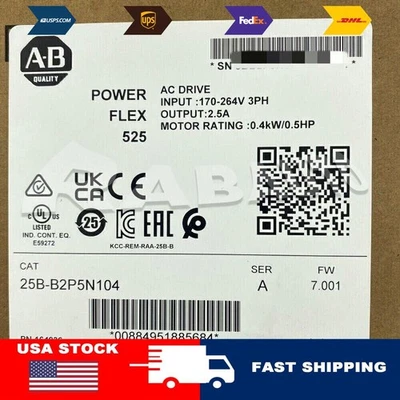 USPS.COM
ups
FedEx
DHL
A-B
* SN
POWER
FLEX
525
AC DRIVE
INPUT :170-264V 3PH
OUTPUT:2.5A
MOTOR RATING :0.4kW/0.5HP
UK
CA
CE
c UL us
LISTED
IND. CONT. EQ.
E59272
25
EAC
KCC-REM-RAA-25B-B
CAT
25B-B2P5N104
SER
A
FW
7.001
*00884951885684*
USA STOCK
FAST SHIPPING